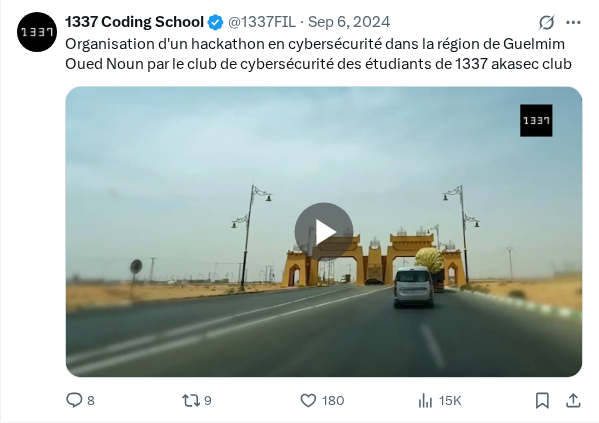 1337
1337 Coding School @1337FIL · Sep 6, 2024
Organisation d'un hackathon en cybersécurité dans la région de Guelmim
Oued Noun par le club de cybersécurité des étudiants de 1337 akasec club
1337
8 9 180 15K